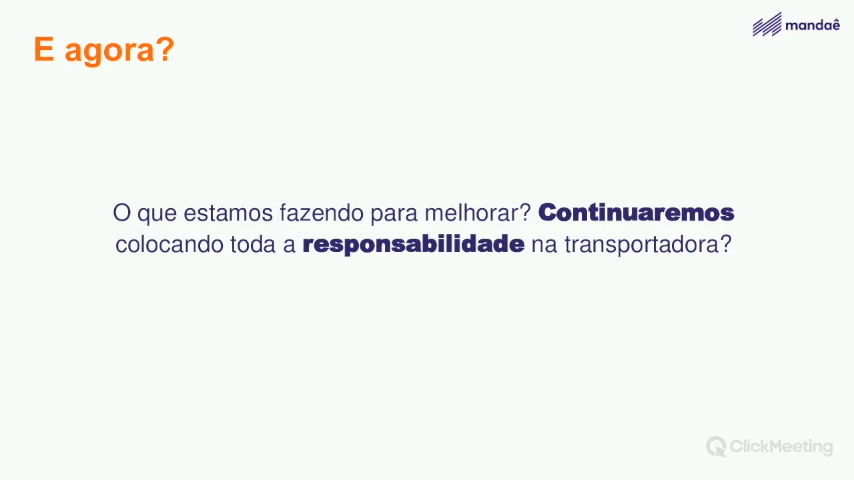 mandaê
E agora?
O que estamos fazendo para melhorar? Continuaremos
colocando toda a responsabilidade na transportadora?
ClickMeeting